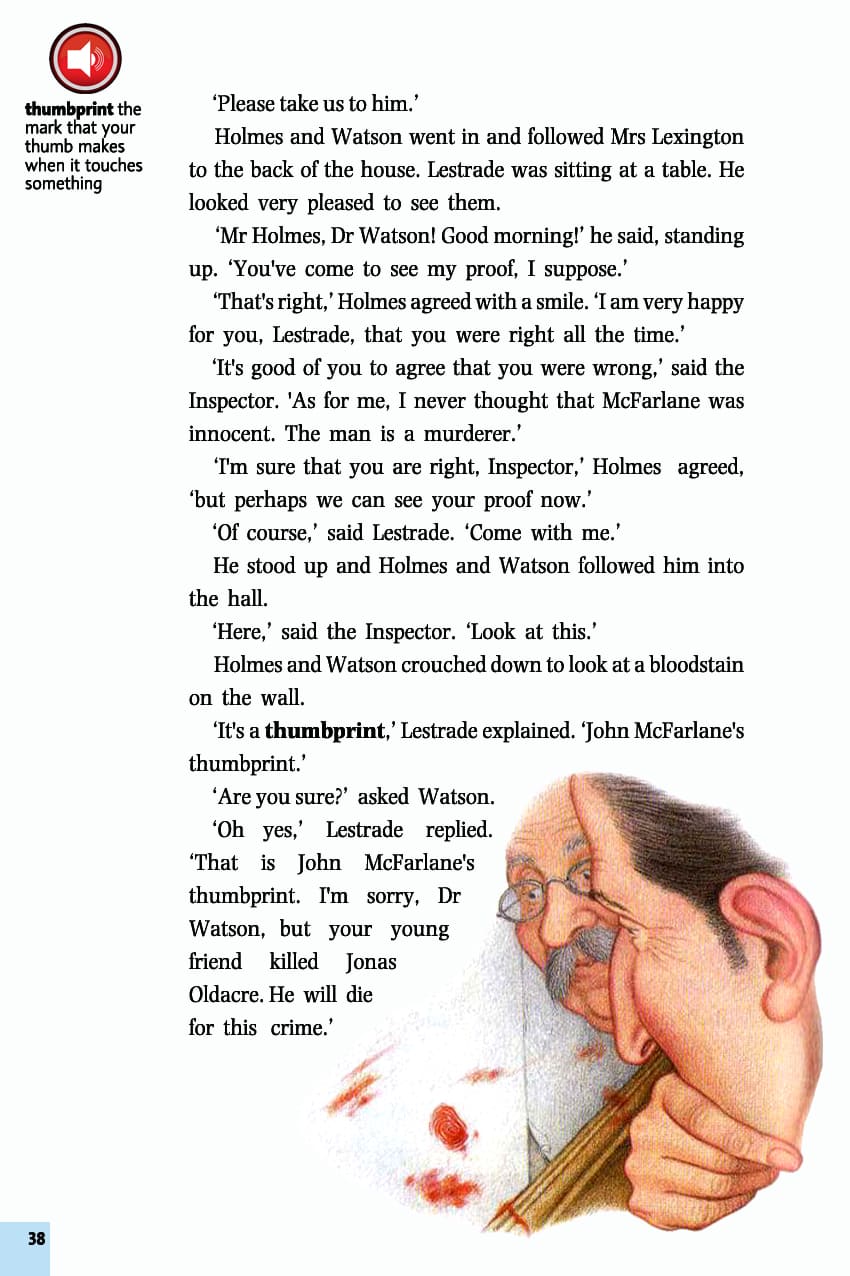 thumbprint the
mark that your
thumb makes
when it touches
something
‘Please take us to him.’
Holmes and Watson went in and followed Mrs Lexington
to the back of the house. Lestrade was sitting at a table. He
looked very pleased to see them.
‘Mr Holmes, Dr Watson! Good morning!’ he said, standing
up. ‘You've come to see my proof, I suppose.’
‘That's right,’ Holmes agreed with a smile. ‘I am very happy
for you, Lestrade, that you were right all the time.’
‘It's good of you to agree that you were wrong,’ said the
Inspector. 'As for me, I never thought that McFarlane was
innocent. The man is a murderer.’
‘I'm sure that you are right, Inspector,’ Holmes agreed,
‘but perhaps we can see your proof now.’
‘Of course,’ said Lestrade. ‘Come with me.’
He stood up and Holmes and Watson followed him into
the hall.
‘Here,’ said the Inspector. ‘Look at this.’
Holmes and Watson crouched down to look at a bloodstain
on the wall.
‘It's a thumbprint,’ Lestrade explained. ‘John McFarlane's
thumbprint.’
‘Are you sure?’ asked Watson.
‘Oh yes,’ Lestrade replied.
‘That is John McFarlane's
thumbprint. I'm sorry, Dr
Watson, but your young
friend killed Jonas
Oldacre. He will die
for this crime.’
38